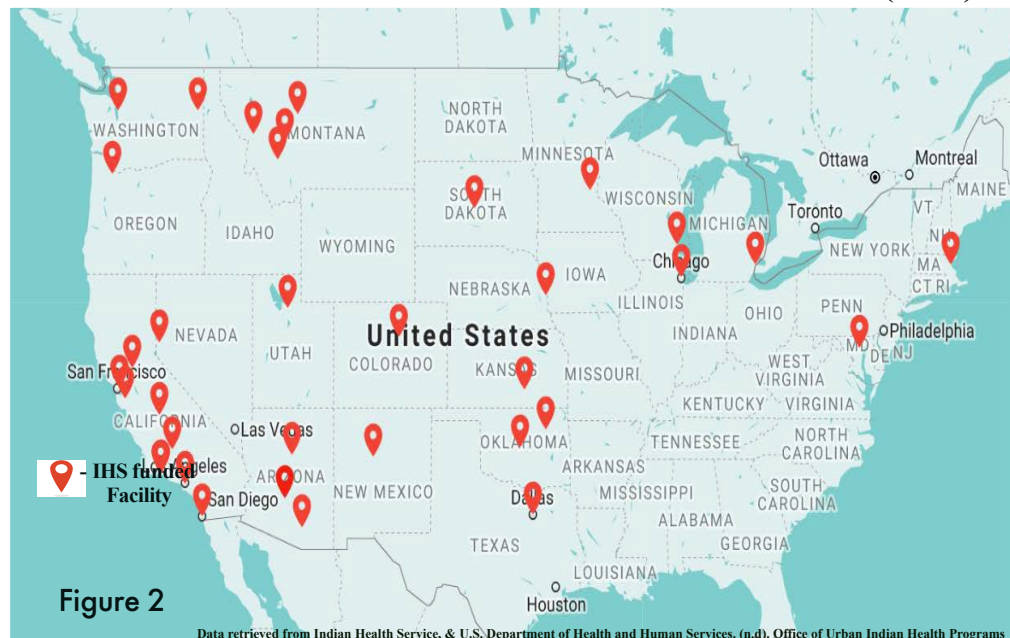 NORTH
DAKOTA
WASHINGTON
MONTANA
MINNESOTA
Ottawa
Montreal
MAINE
SOUTH
DAKOTA
WISCONSIN
MICHIGAN
Toronto
VT
NH
OREGON
IDAHO
WYOMING
NEW YORK
MA
CT RI
Chicago
IOWA
NEBRASKA
ILLINOIS
INDIANA
OHIO
PENN
Philadelphia
MD
DE NJ
NEVADA
UTAH
United States
COLORADO
KANSAS
MISSOURI
WEST
VIRGINIA
VIRGINIA
KENTUCKY
San Francisco
CALIFORNIA
Las Vegas
OKLAHOMA
TENNESSEE
NORTH
CAROLINA
ARKANSAS
Los Angeles
ARIZONA
NEW MEXICO
MISSISSIPPI
SOUTH
CAROLINA
- IHS funded
Facility
San Diego
Dallas
ALABAMA
GEORGIA
TEXAS
LOUISIANA
Houston
Figure 2
Data retrieved from Indian Health Service, & U.S. Department of Health and Human Services. (n.d). Office of Urban Indian Health Programs